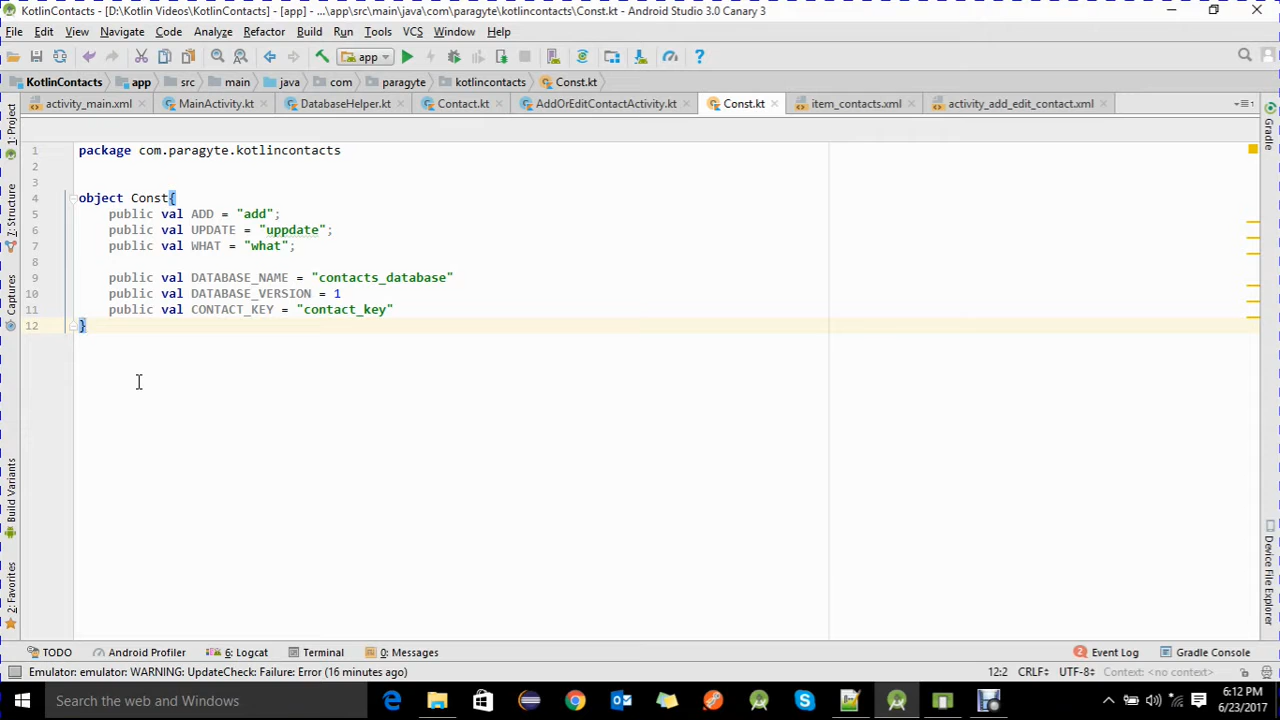 KotlinContacts - [D:\Kotlin Videos\KotlinContacts] - [app] - ...\app\src\main\java\com\paragyte\kotlincontacts\Const.kt - Android Studio 3.0 Canary 3
File Edit View Navigate Code Analyze Refactor Build Run Tools VCS Window Help
app
KotlinContacts app src main java com paragyte kotlincontacts Const.kt
activity_main.xml MainActivity.kt DatabaseHelper.kt Contact.kt AddOrEditContactActivity.kt Const.kt item_contacts.xml activity_add_edit_contact.xml
1: Project
7: Structure
Captures
Build Variants
2: Favorites
Gradle
Device File Explorer
1 package com.paragyte.kotlincontacts
2
3
4 object Const{
5 public val ADD = "add";
6 public val UPDATE = "uppdate";
7 public val WHAT = "what";
8
9 public val DATABASE_NAME = "contacts_database"
10 public val DATABASE_VERSION = 1
11 public val CONTACT_KEY = "contact_key"
12 }
TODO Android Profiler 6: Logcat Terminal 0: Messages 2 Event Log Gradle Console
Emulator: emulator: WARNING: UpdateCheck: Failure: Error (16 minutes ago) 12:2 CRLF UTF-8 Context: <no context>
Search the web and Windows
6:12 PM
6/23/2017